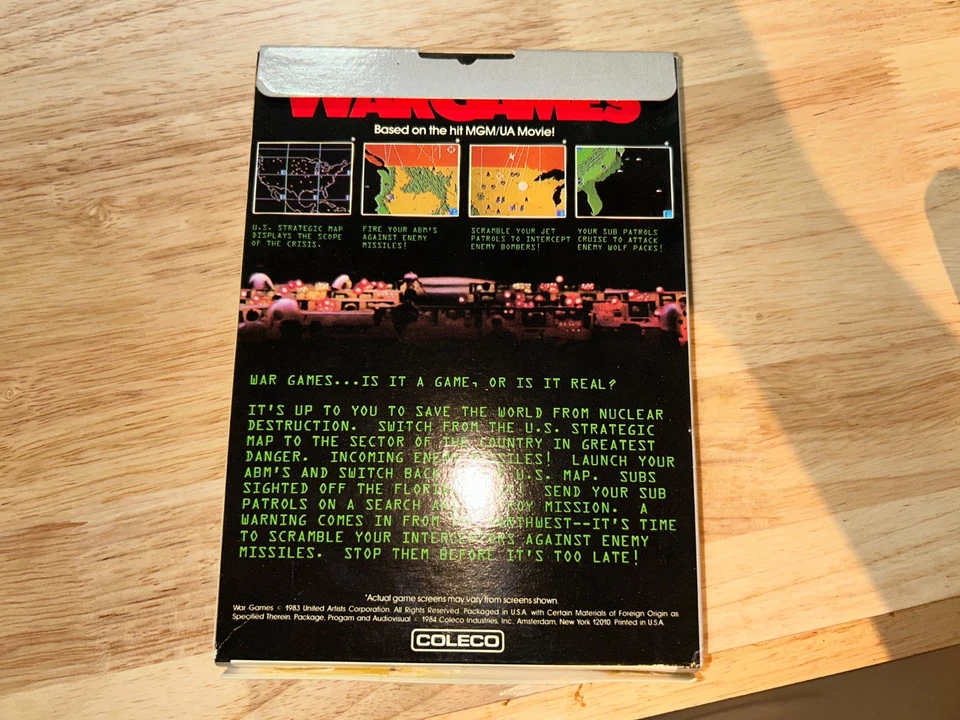 WARGAMES
Based on the hit MGM/UA Movie!
U.S. STRATEGIC MAP
DISPLAYS THE SCOPE
OF THE CRISIS.
FIRE YOUR ABM'S
AGAINST ENEMY
MISSILES!
SCRAMBLE YOUR JET
PATROLS TO INTERCEPT
ENEMY BOMBERS!
YOUR SUB PATROLS
CRUISE TO ATTACK
ENEMY WOLF PACKS!
WAR GAMES...IS IT A GAME, OR IS IT REAL?
IT'S UP TO YOU TO SAVE THE WORLD FROM NUCLEAR
DESTRUCTION. SWITCH FROM THE U.S. STRATEGIC
MAP TO THE SECTOR OF THE COUNTRY IN GREATEST
DANGER. INCOMING ENEMY MISSILES! LAUNCH YOUR
ABM'S AND SWITCH BACK U.S. MAP. SUBS
SIGHTED OFF THE SEND YOUR SUB
PATROLS ON A SEARCH MISSION. A
WARNING COMES IN FROM NORTHWEST--IT'S TIME
TO SCRAMBLE YOUR INTERCEPTORS AGAINST ENEMY
MISSILES. STOP THEM BEFORE IT'S TOO LATE!
*Actual game screens may vary from screens shown.
War Games © 1983 United Artists Corporation. All Rights Reserved. Packaged in U.S.A. with Certain Materials of Foreign Origin as
Specified Therein. Package, Progam and Audiovisual © 1984 Coleco Industries, Inc., Amsterdam, New York 12010. Printed in U.S.A.
COLECO